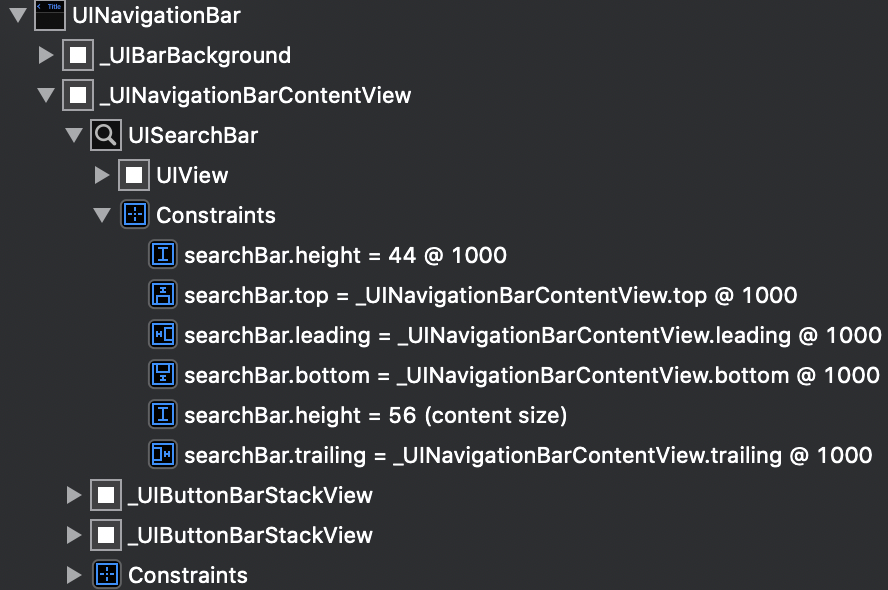 Title
UINavigationBar
_UIBarBackground
_UINavigationBarContentView
UISearchBar
UIView
Constraints
searchBar.height = 44 @ 1000
searchBar.top = _UINavigationBarContentView.top @ 1000
searchBar.leading = _UINavigationBarContentView.leading @ 1000
searchBar.bottom = _UINavigationBarContentView.bottom @ 1000
searchBar.height = 56 (content size)
searchBar.trailing = _UINavigationBarContentView.trailing @ 1000
_UIButtonBarStackView
_UIButtonBarStackView
Constraints